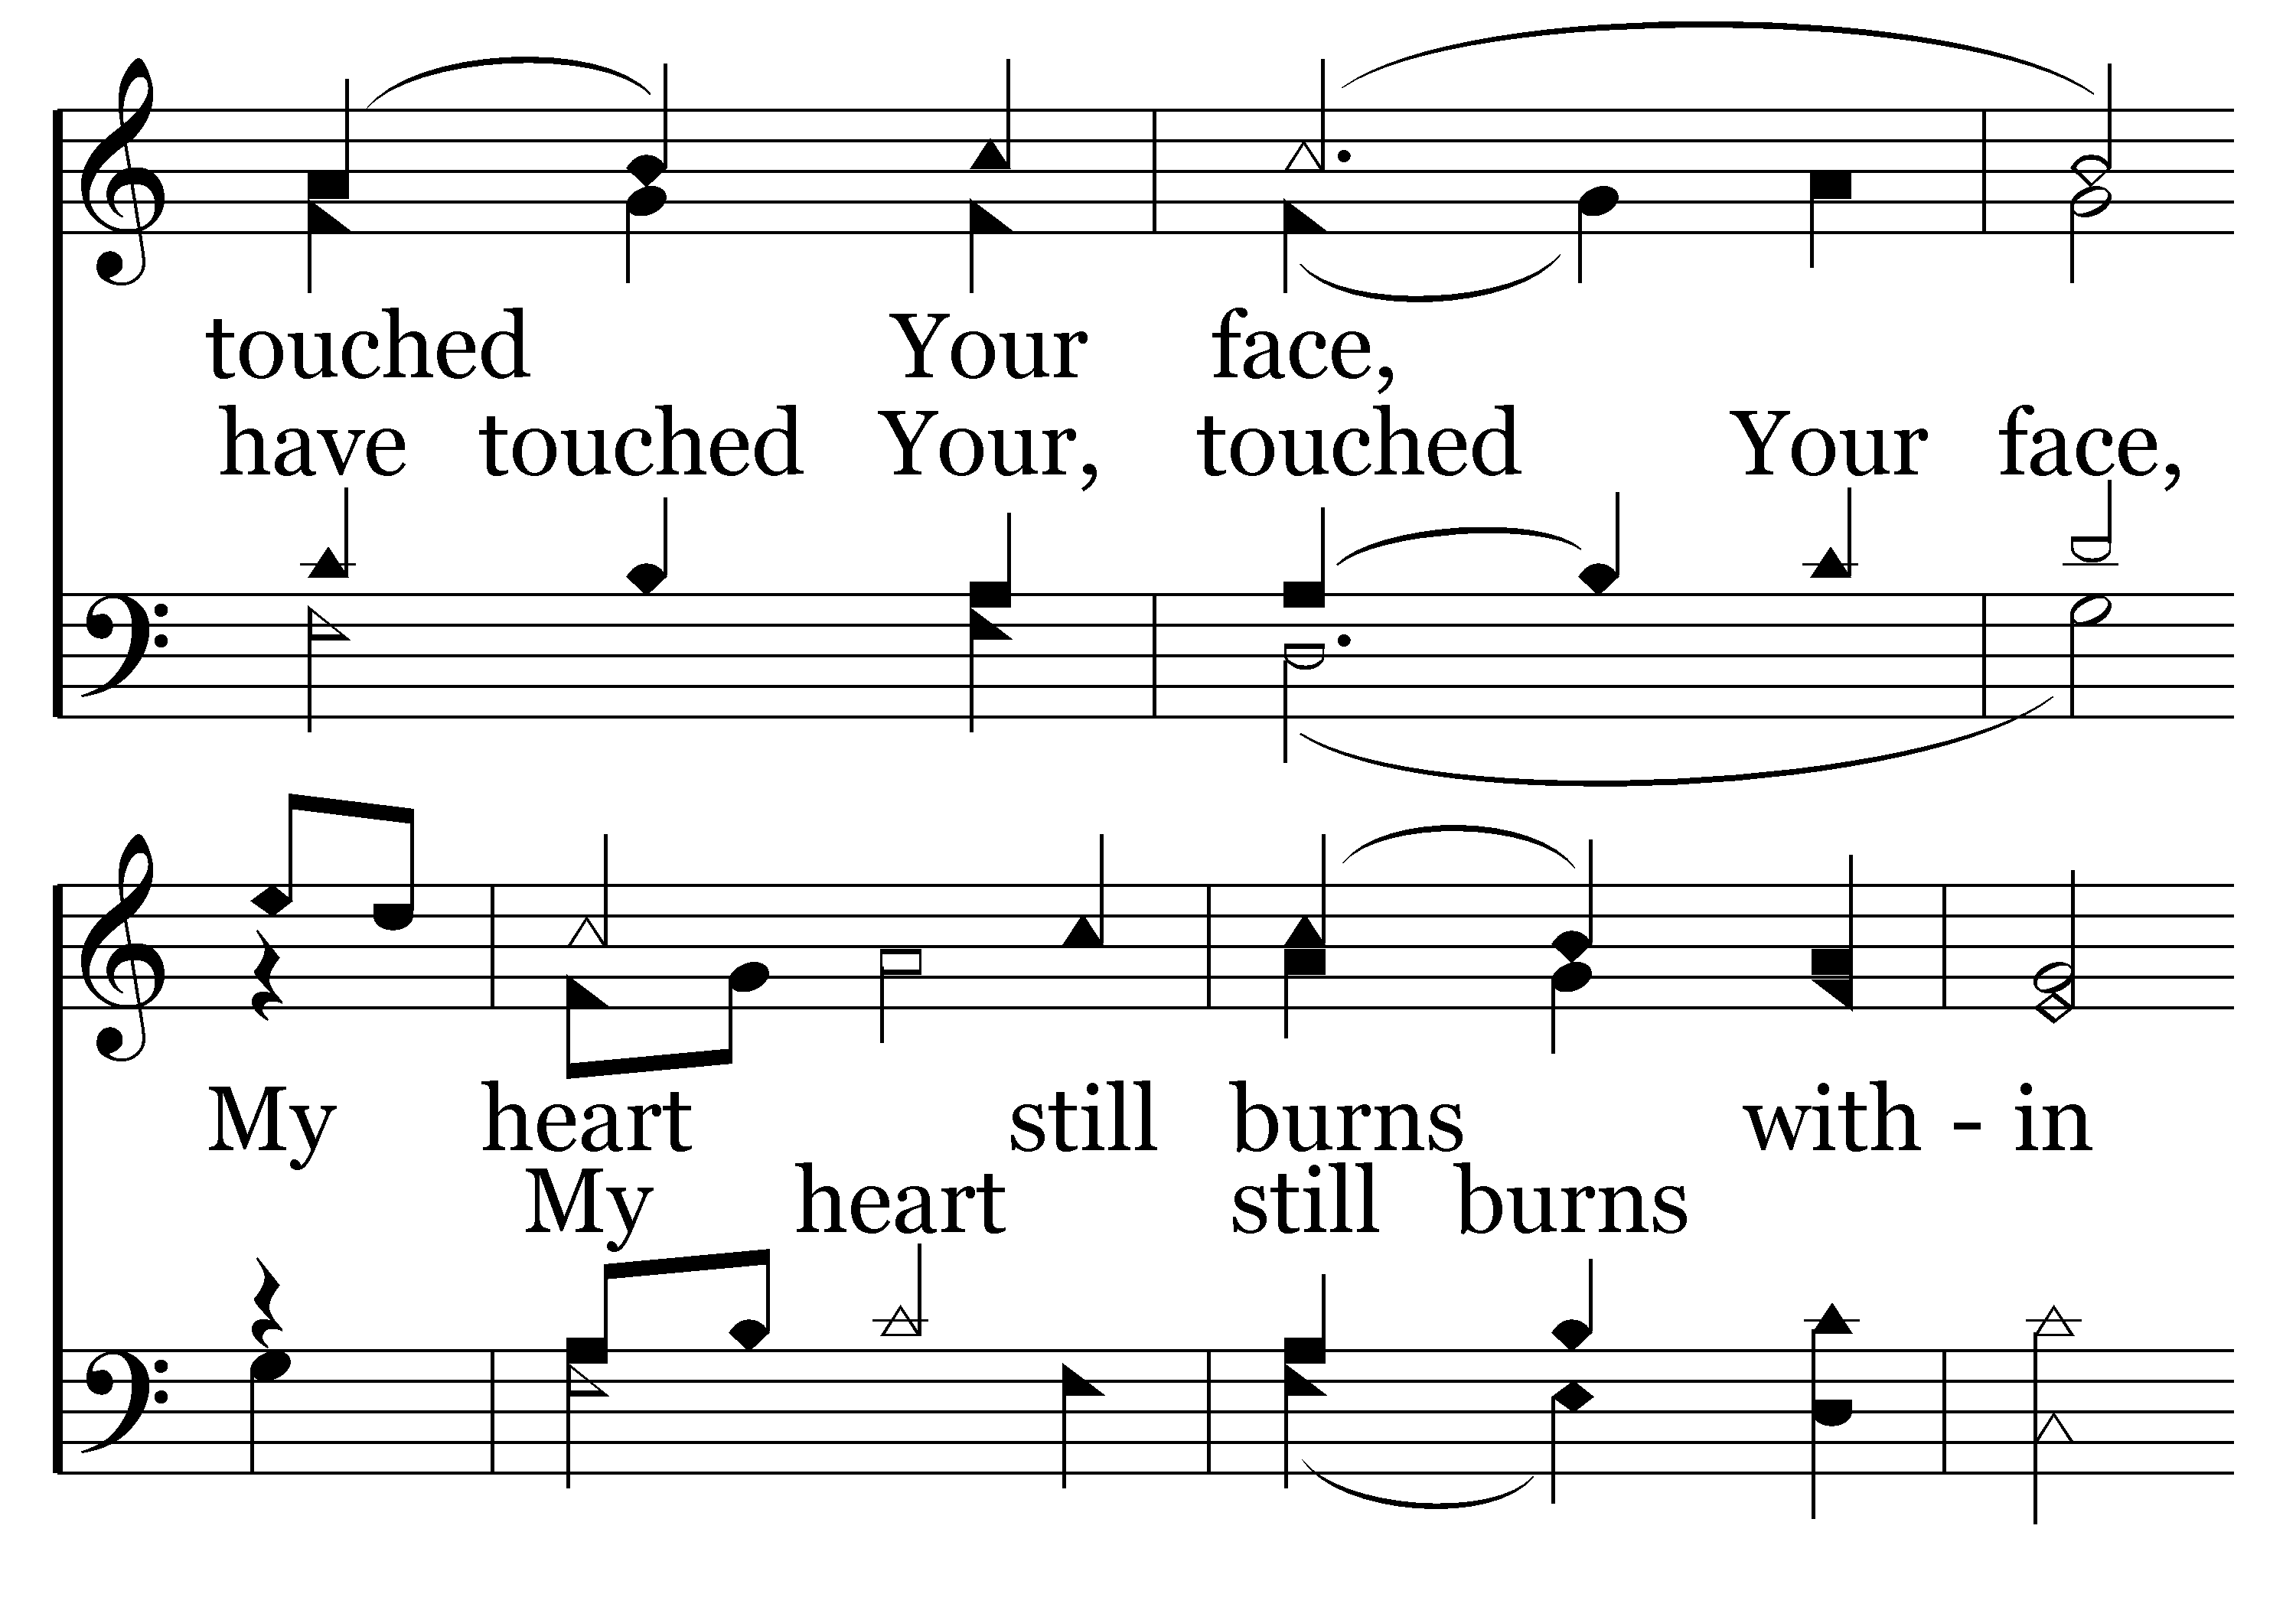 touched Your face,
have touched Your, touched Your face,
My heart still burns with - in
My heart still burns